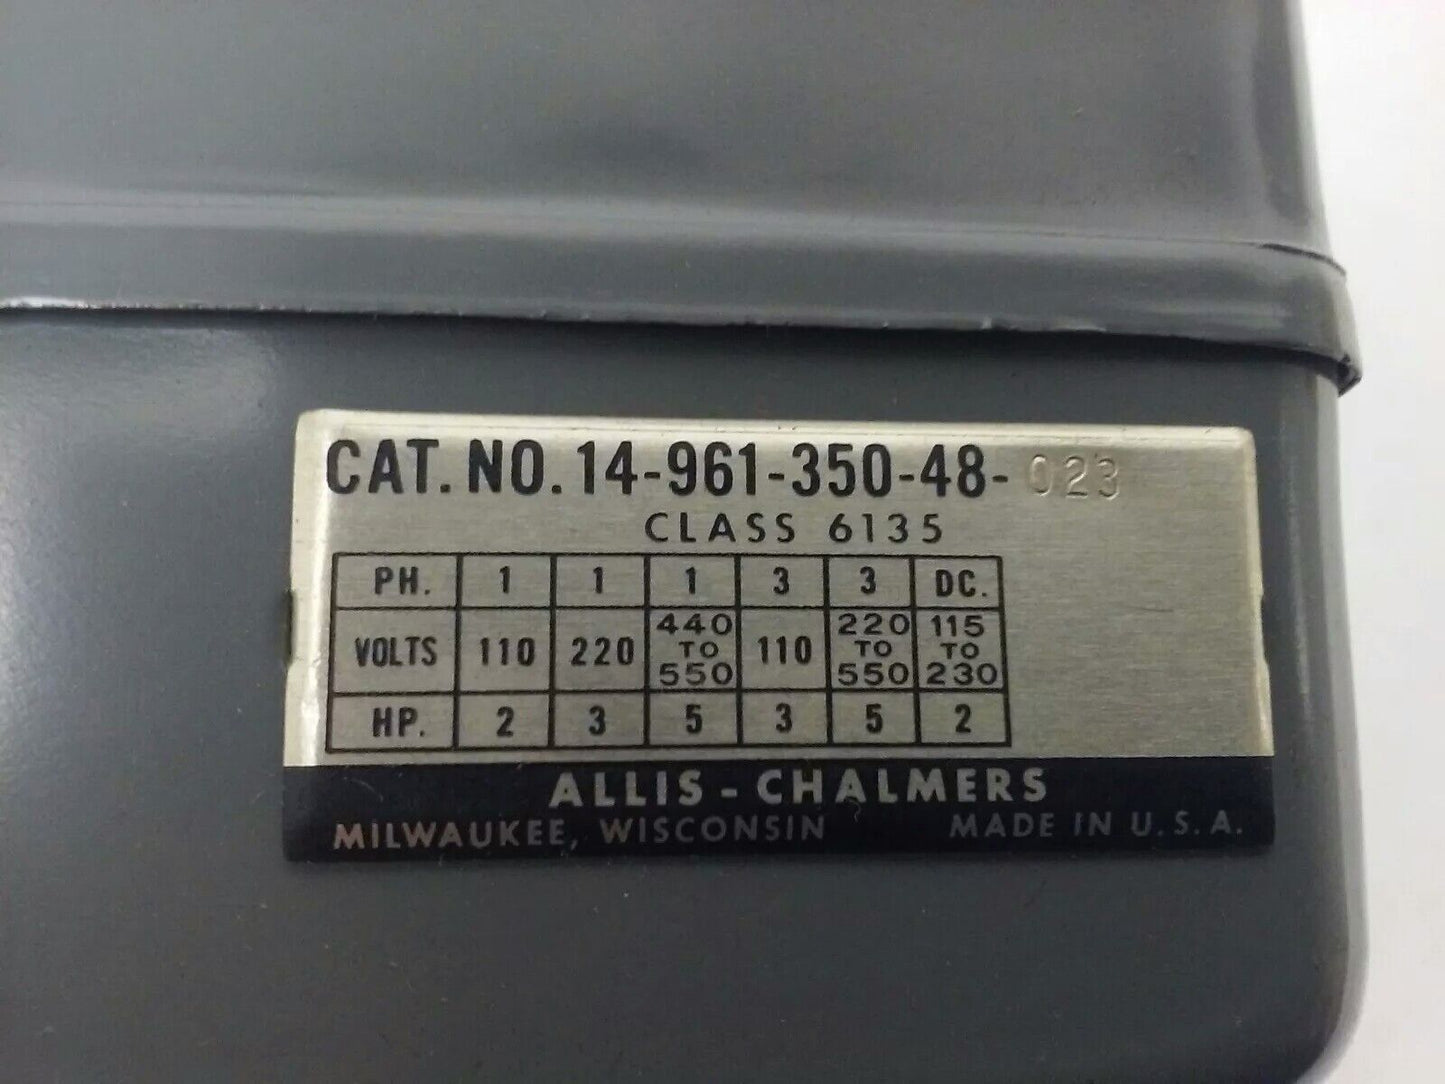 CAT. NO. 14-961-350-48-023
CLASS 6135
PH. 1 1 1 3 3 DC.
VOLTS 110 220 440 TO 550 110 220 TO 550 115 TO 230
HP. 2 3 5 3 5 2
ALLIS - CHALMERS
MILWAUKEE, WISCONSIN MADE IN U.S.A.